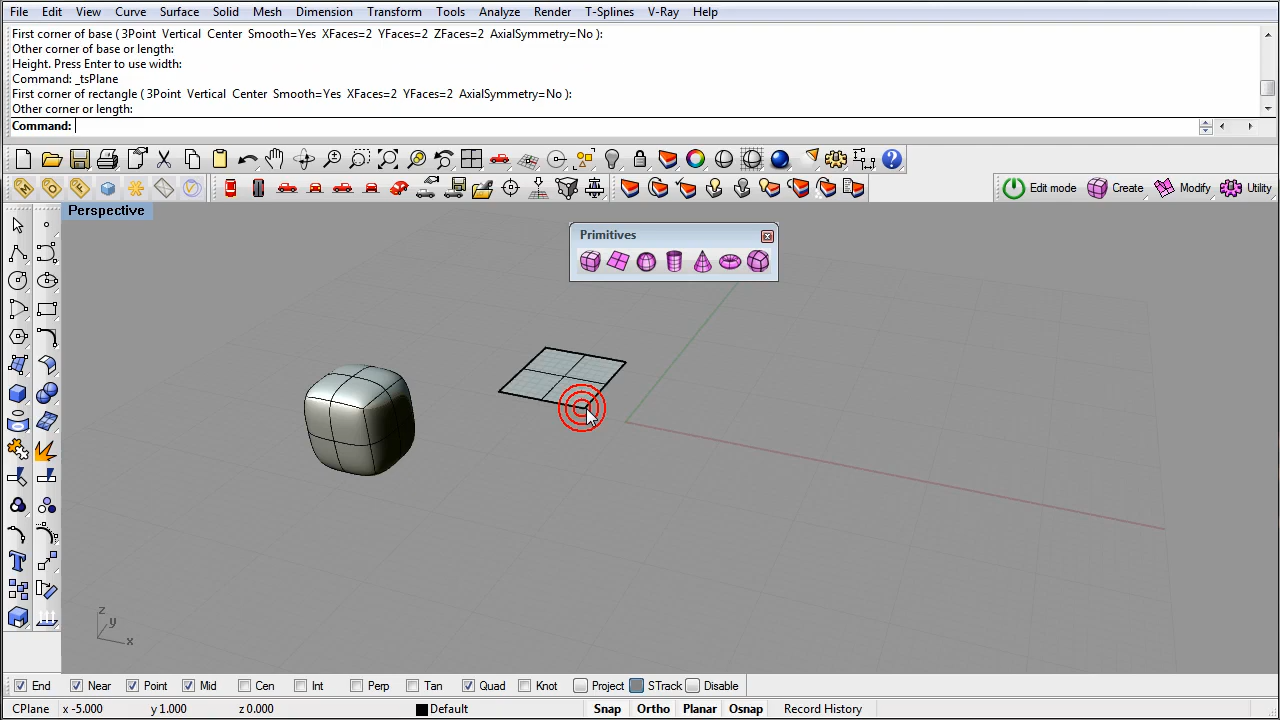 File Edit View Curve Surface Solid Mesh Dimension Transform Tools Analyze Render T-Splines V-Ray Help
First corner of base ( 3Point Vertical Center Smooth=Yes XFaces=2 YFaces=2 ZFaces=2 AxialSymmetry=No ):
Other corner of base or length:
Height. Press Enter to use width:
Command: _tsPlane
First corner of rectangle ( 3Point Vertical Center Smooth=Yes XFaces=2 YFaces=2 AxialSymmetry=No ):
Other corner or length:
Command:
M O F Edit mode Create Modify Utility
Perspective
Primitives
z
y
x
End Near Point Mid Cen Int Perp Tan Quad Knot Project STrack Disable
CPlane x -5.000 y 1.000 z 0.000 Default Snap Ortho Planar Osnap Record History